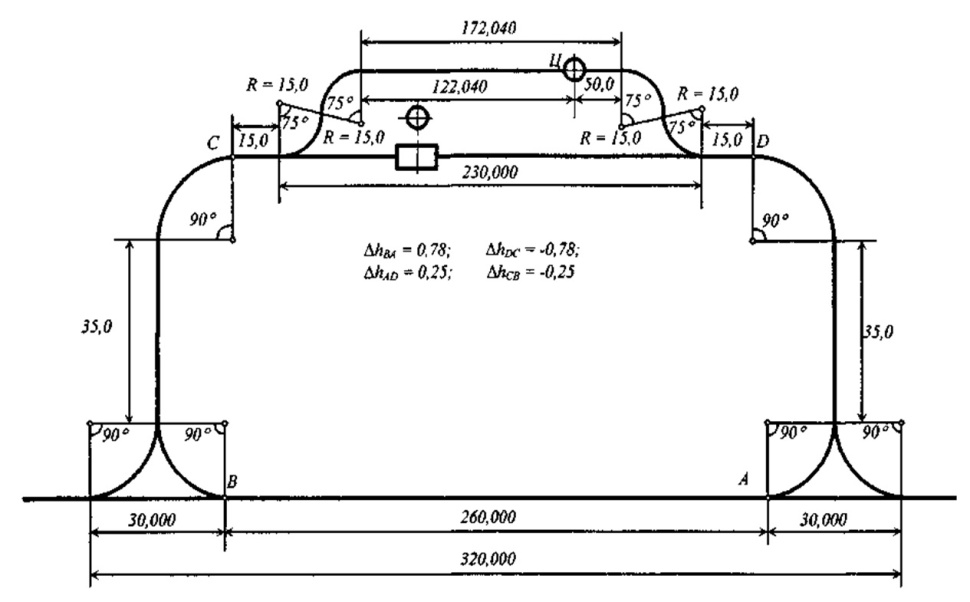 172,040
Ц
R = 15,0
75°
122,040
50,0
75°
R = 15,0
75°
R = 15,0
R = 15,0
75°
C
15,0
15,0
D
230,000
90°
90°
Δh_BA = 0,78; Δh_DC = -0,78;
Δh_AD = 0,25; Δh_CB = -0,25
35,0
35,0
90°
90°
90°
90°
B
A
30,000
260,000
30,000
320,000